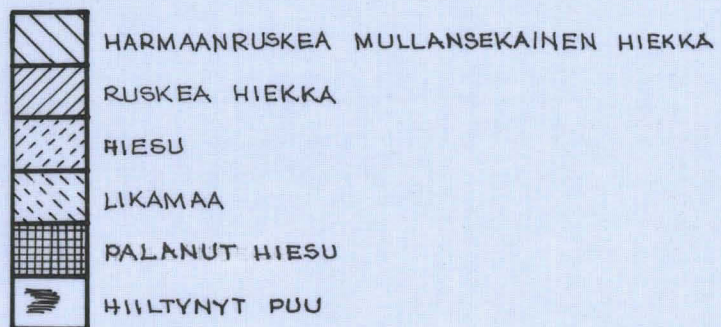 HARMAANRUSKEA MULLANSEKAINEN HIEKKA
RUSKEA HIEKKA
HIESU
LIKAMAA
PALANUT HIESU
HIILTYNYT PUU